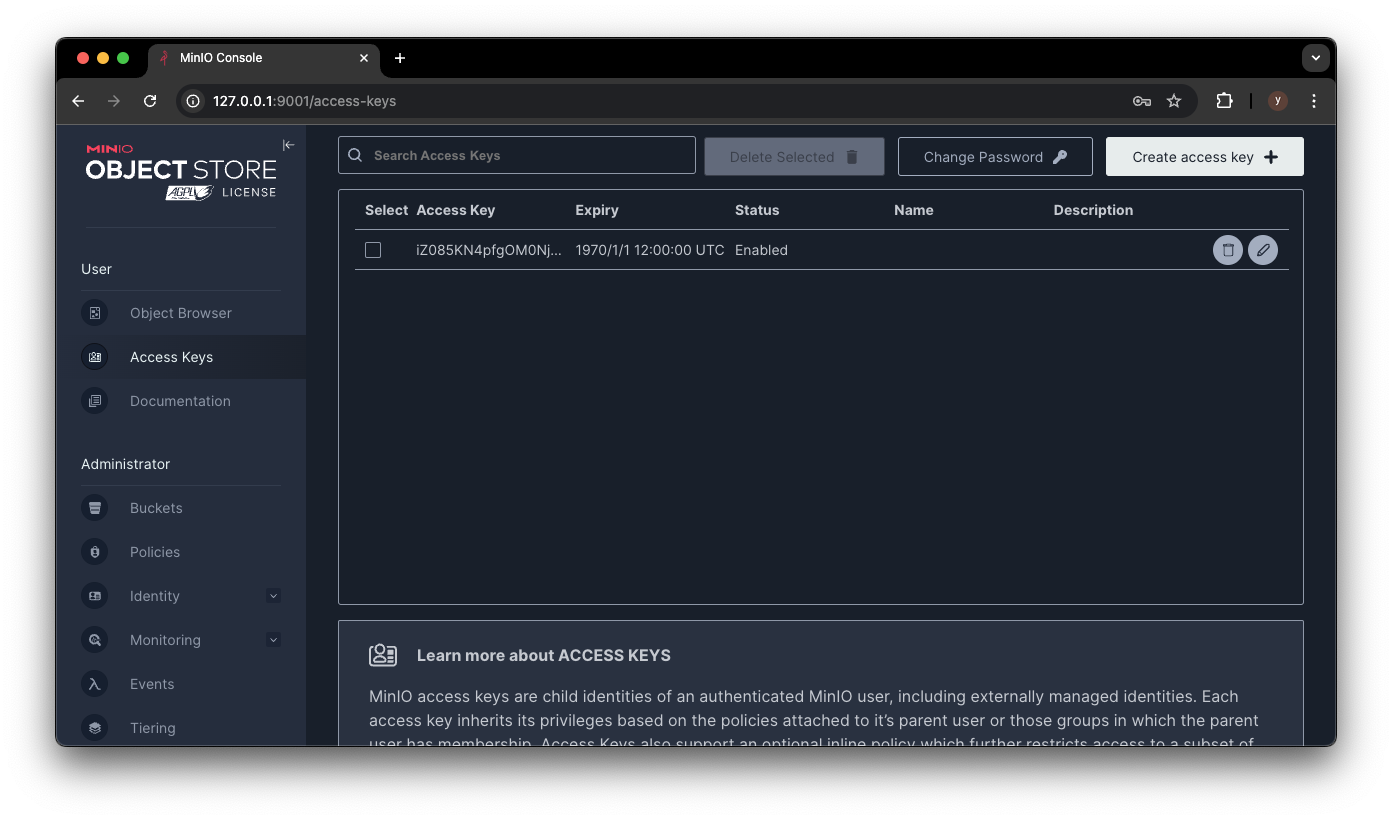 MinIO Console
127.0.0.1:9001/access-keys
y
MINIO
OBJECT STORE
AGPLv3 LICENSE
User
Object Browser
Access Keys
Documentation
Administrator
Buckets
Policies
Identity
Monitoring
Events
Tiering
Search Access Keys
Delete Selected
Change Password
Create access key
Select Access Key Expiry Status Name Description
iZ085KN4pfgOM0Nj... 1970/1/1 12:00:00 UTC Enabled
Learn more about ACCESS KEYS
MinIO access keys are child identities of an authenticated MinIO user, including externally managed identities. Each
access key inherits its privileges based on the policies attached to it’s parent user or those groups in which the parent
user has membership. Access Keys also support an optional inline policy which further restricts access to a subset of